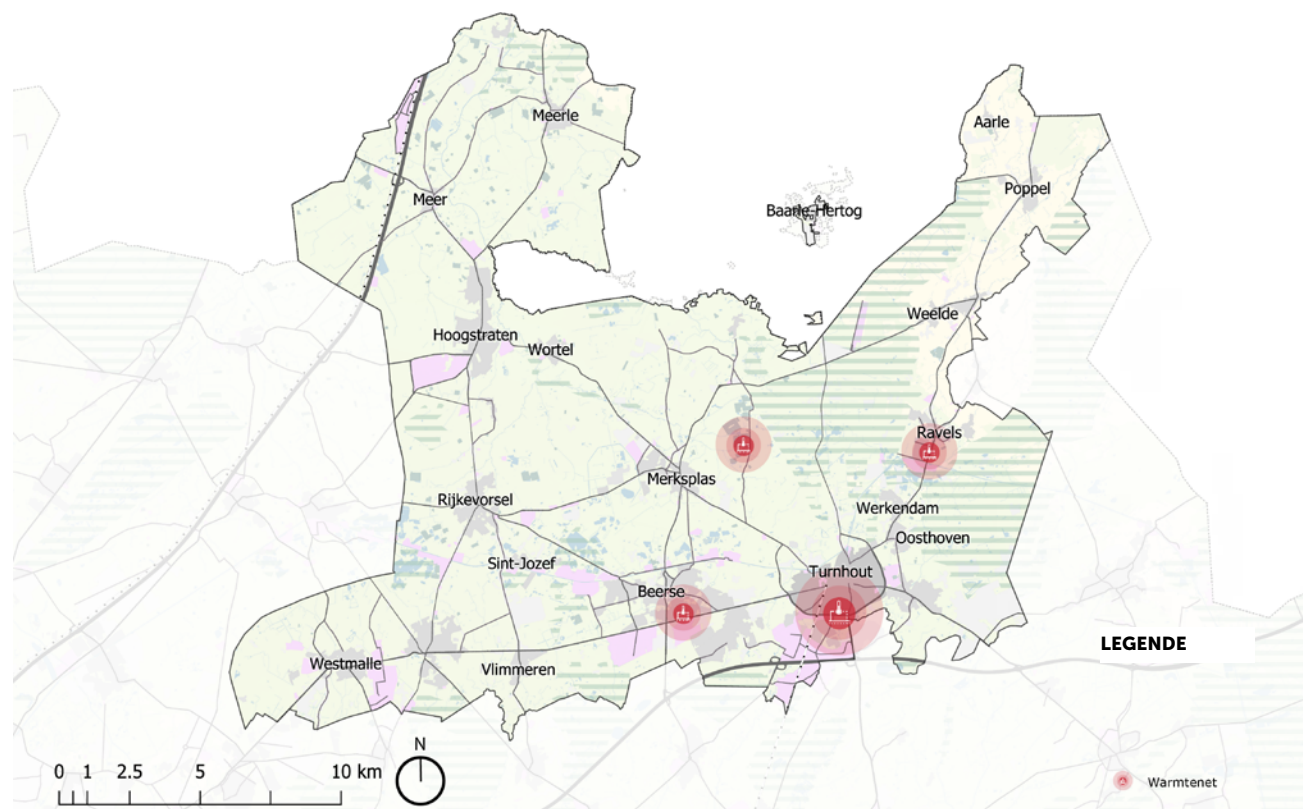 Meerle
Aarle
Poppel
Meer
Baarle-Hertog
Weelde
Hoogstraten
Wortel
Ravels
Merksplas
Rijkevorsel
Werkendam
Oosthoven
Sint-Jozef
Turnhout
Beerse
LEGENDE
Westmalle
Vlimmeren
N
0 1 2.5 5 10 km
Warmtenet